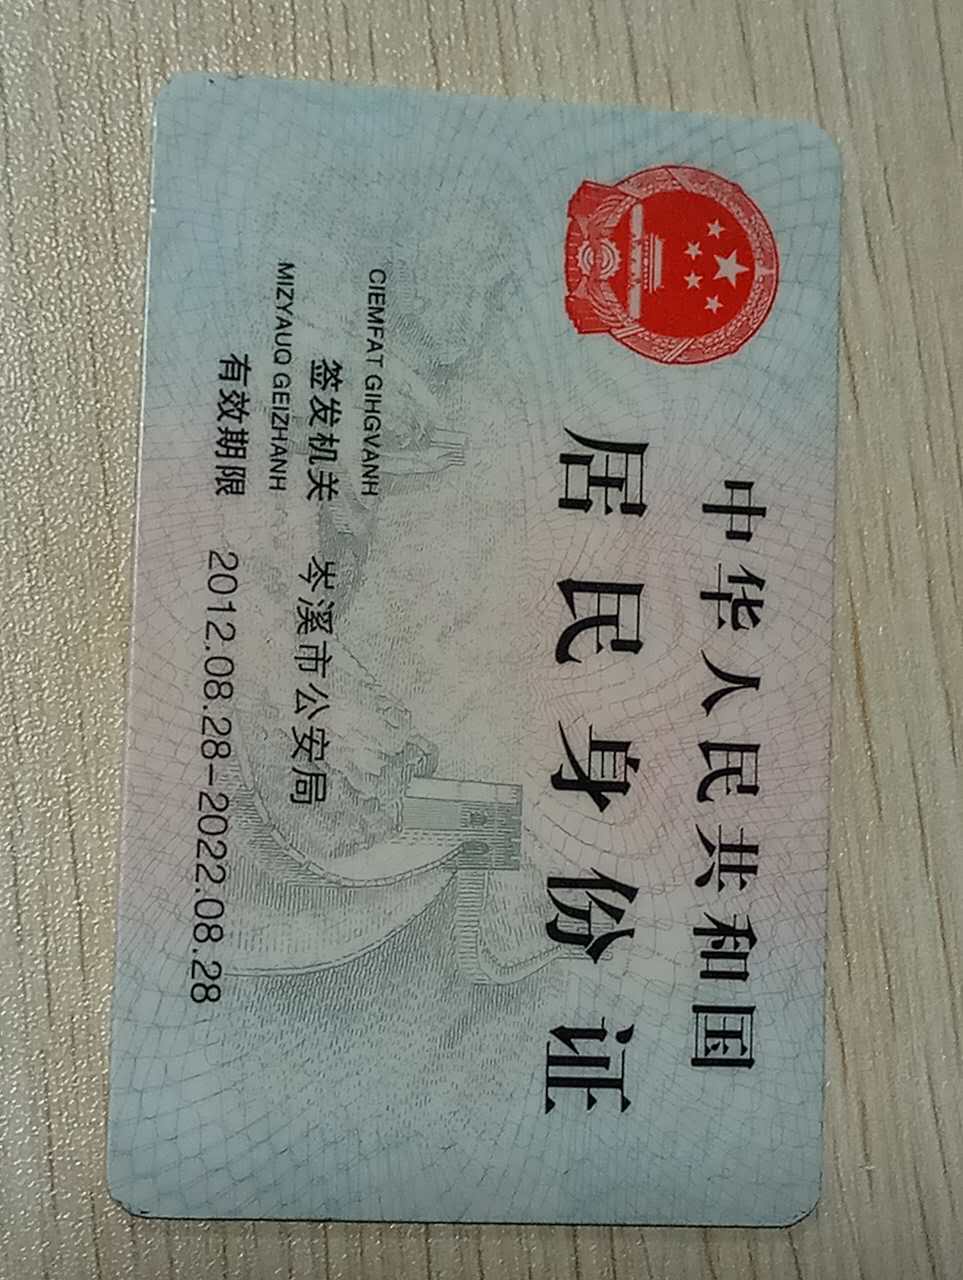 中华人民共和国
居民身份证
CIEMFAT GIHGVANH
签发机关 岑溪市公安局
MIZYAUQ GEIZHANH
有效期限 2012.08.28-2022.08.28